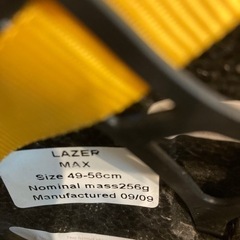 LAZER
MAX
Size 49-56cm
Nominal mass256g
Manufactured 09/09